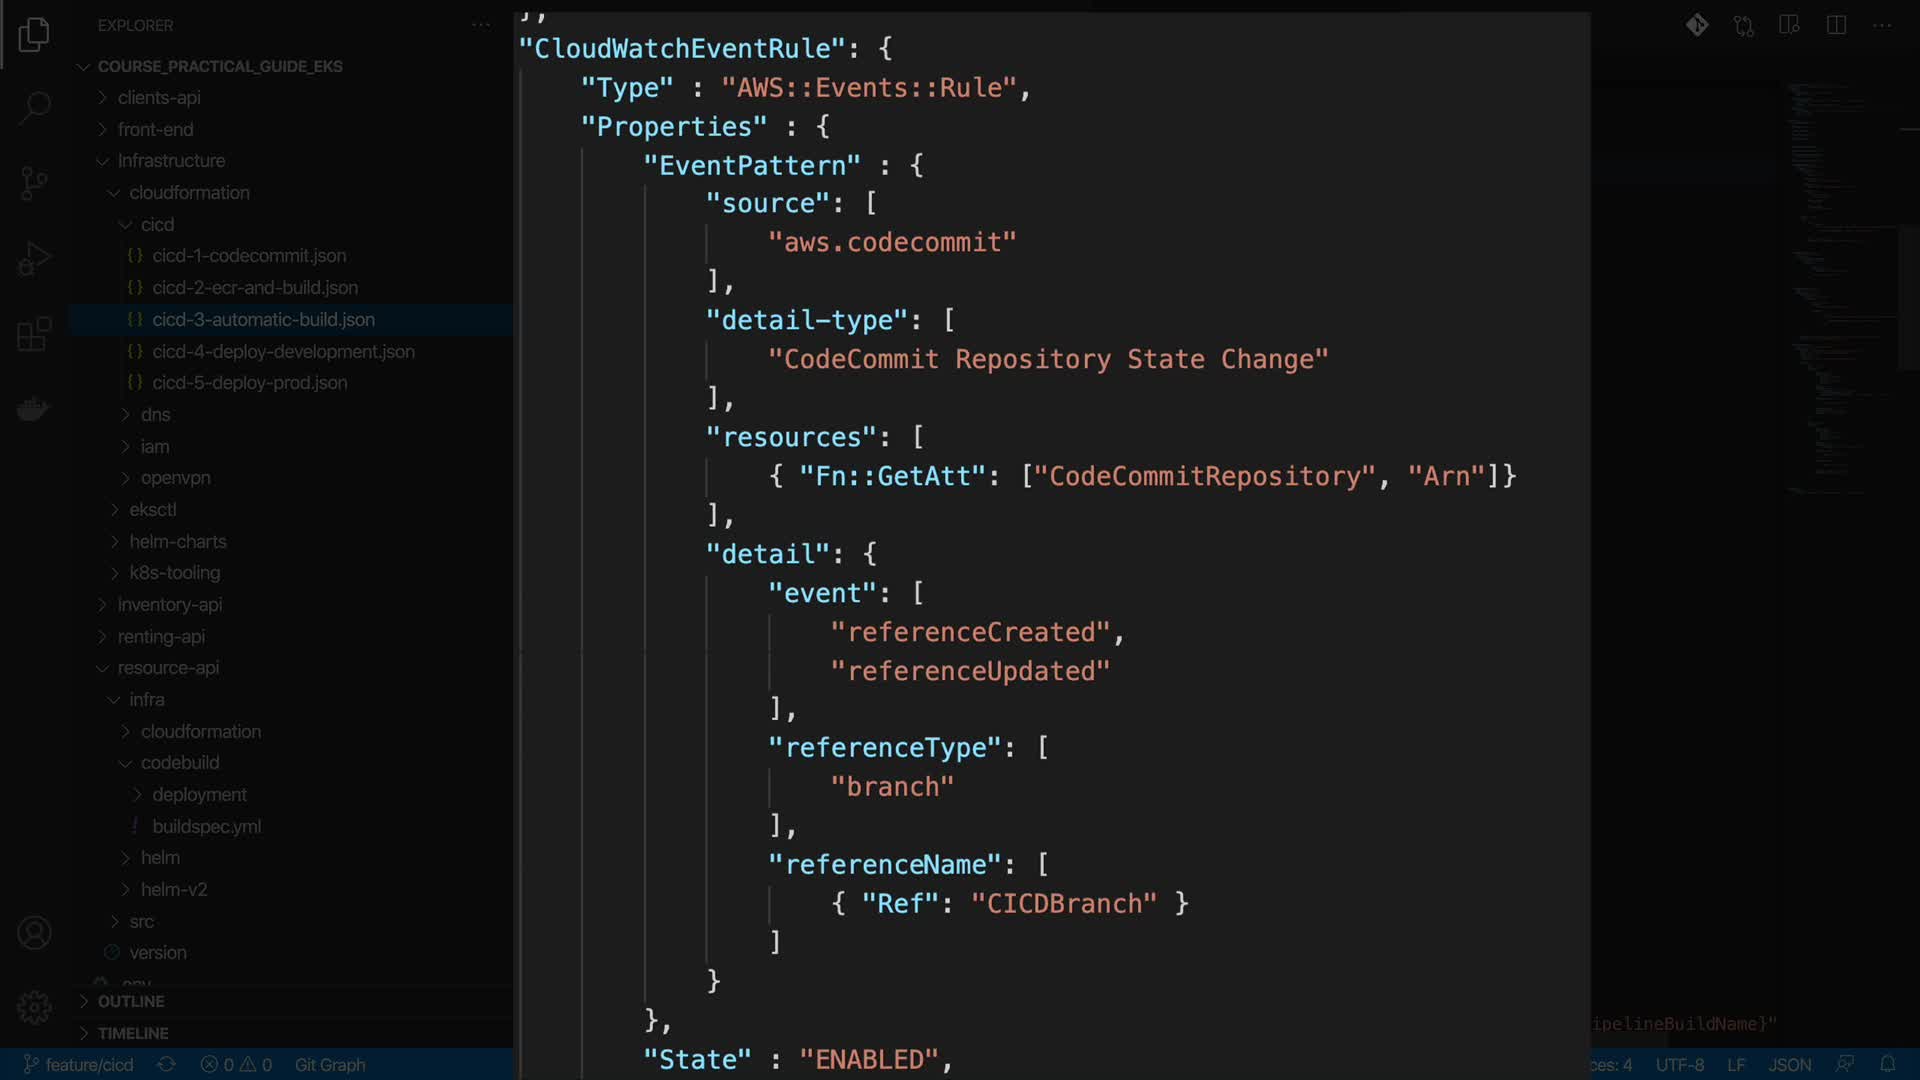 EXPLORER
COURSE_PRACTICAL_GUIDE_EKS
clients-api
front-end
Infrastructure
cloudformation
cicd
{} cicd-1-codecommit.json
{} cicd-2-ecr-and-build.json
{} cicd-3-automatic-build.json
{} cicd-4-deploy-development.json
{} cicd-5-deploy-prod.json
dns
iam
openvpn
eksctl
helm-charts
k8s-tooling
inventory-api
renting-api
resource-api
infra
cloudformation
codebuild
deployment
! buildspec.yml
helm
helm-v2
src
version
OUTLINE
TIMELINE
},
"CloudWatchEventRule": {
"Type" : "AWS::Events::Rule",
"Properties" : {
"EventPattern" : {
"source": [
"aws.codecommit"
],
"detail-type": [
"CodeCommit Repository State Change"
],
"resources": [
{ "Fn::GetAtt": ["CodeCommitRepository", "Arn"]}
],
"detail": {
"event": [
"referenceCreated",
"referenceUpdated"
],
"referenceType": [
"branch"
],
"referenceName": [
{ "Ref": "CICDBranch" }
]
}
},
"State" : "ENABLED",
ipelineBuildName}"
feature/cicd 0 0 Git Graph
ces: 4 UTF-8 LF JSON